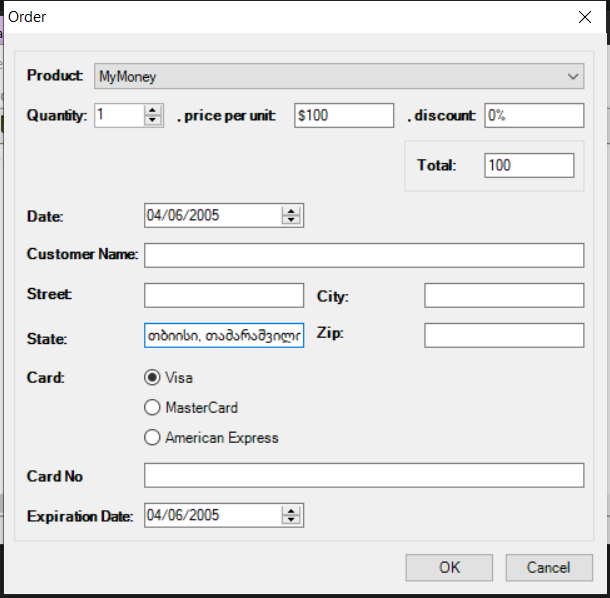 Order
Product: MyMoney
Quantity: 1 , price per unit: $100 , discount: 0%
Total: 100
Date: 04/06/2005
Customer Name:
Street: City:
State: თბიისი, თამარაშვილი Zip:
Card: Visa
MasterCard
American Express
Card No
Expiration Date: 04/06/2005
OK Cancel